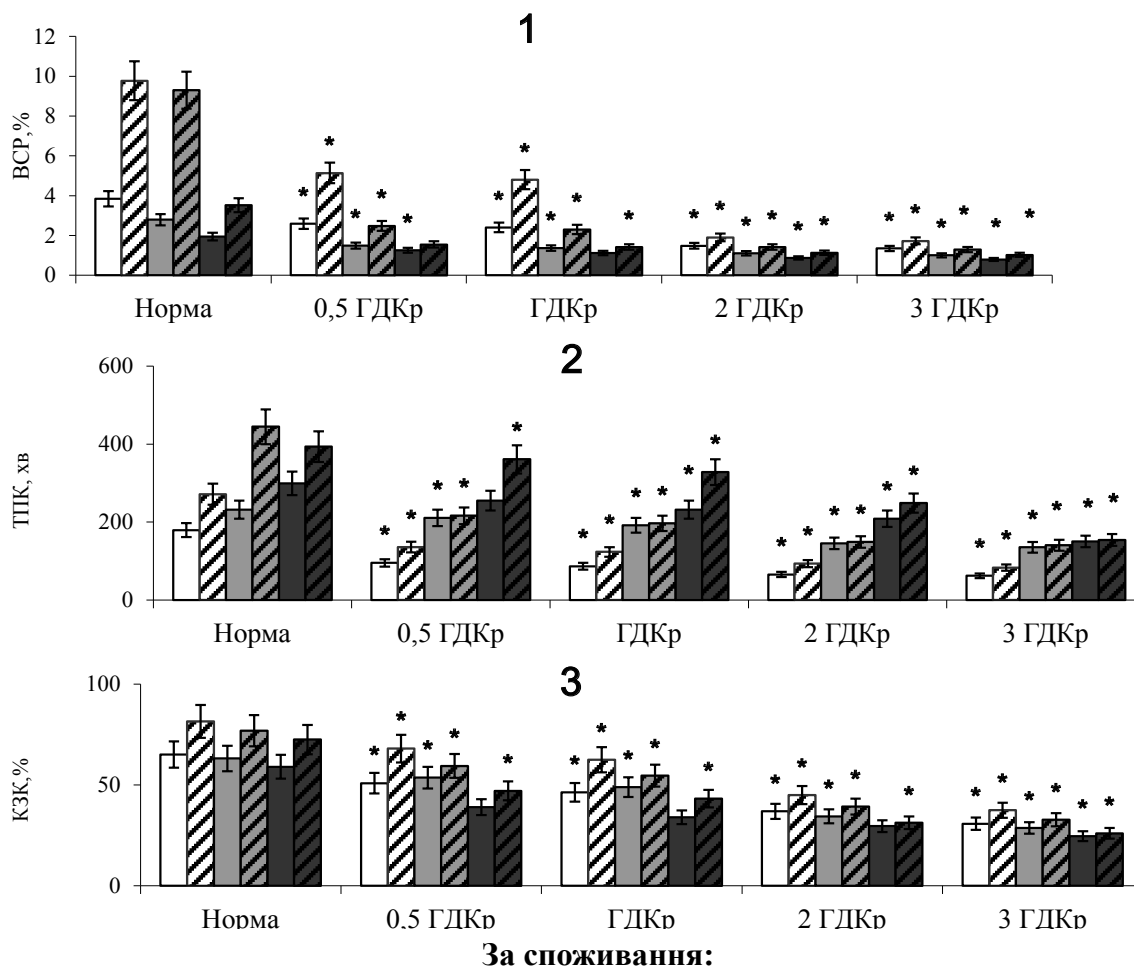 1
12
10
8
6
4
2
0
ВСР,%
* * * * *
* * * * *
* * * * * *
* * * * * *
Норма 0,5 ГДКр ГДКр 2 ГДКр 3 ГДКр
2
600
400
200
0
ТПК, хв
* * * * *
* * * * * *
* * * * * *
* * * * * *
Норма 0,5 ГДКр ГДКр 2 ГДКр 3 ГДКр
3
100
50
0
КЗК,%
* * * * *
* * * * *
* * * * *
* * * * * *
Норма 0,5 ГДКр ГДКр 2 ГДКр 3 ГДКр
За споживання: